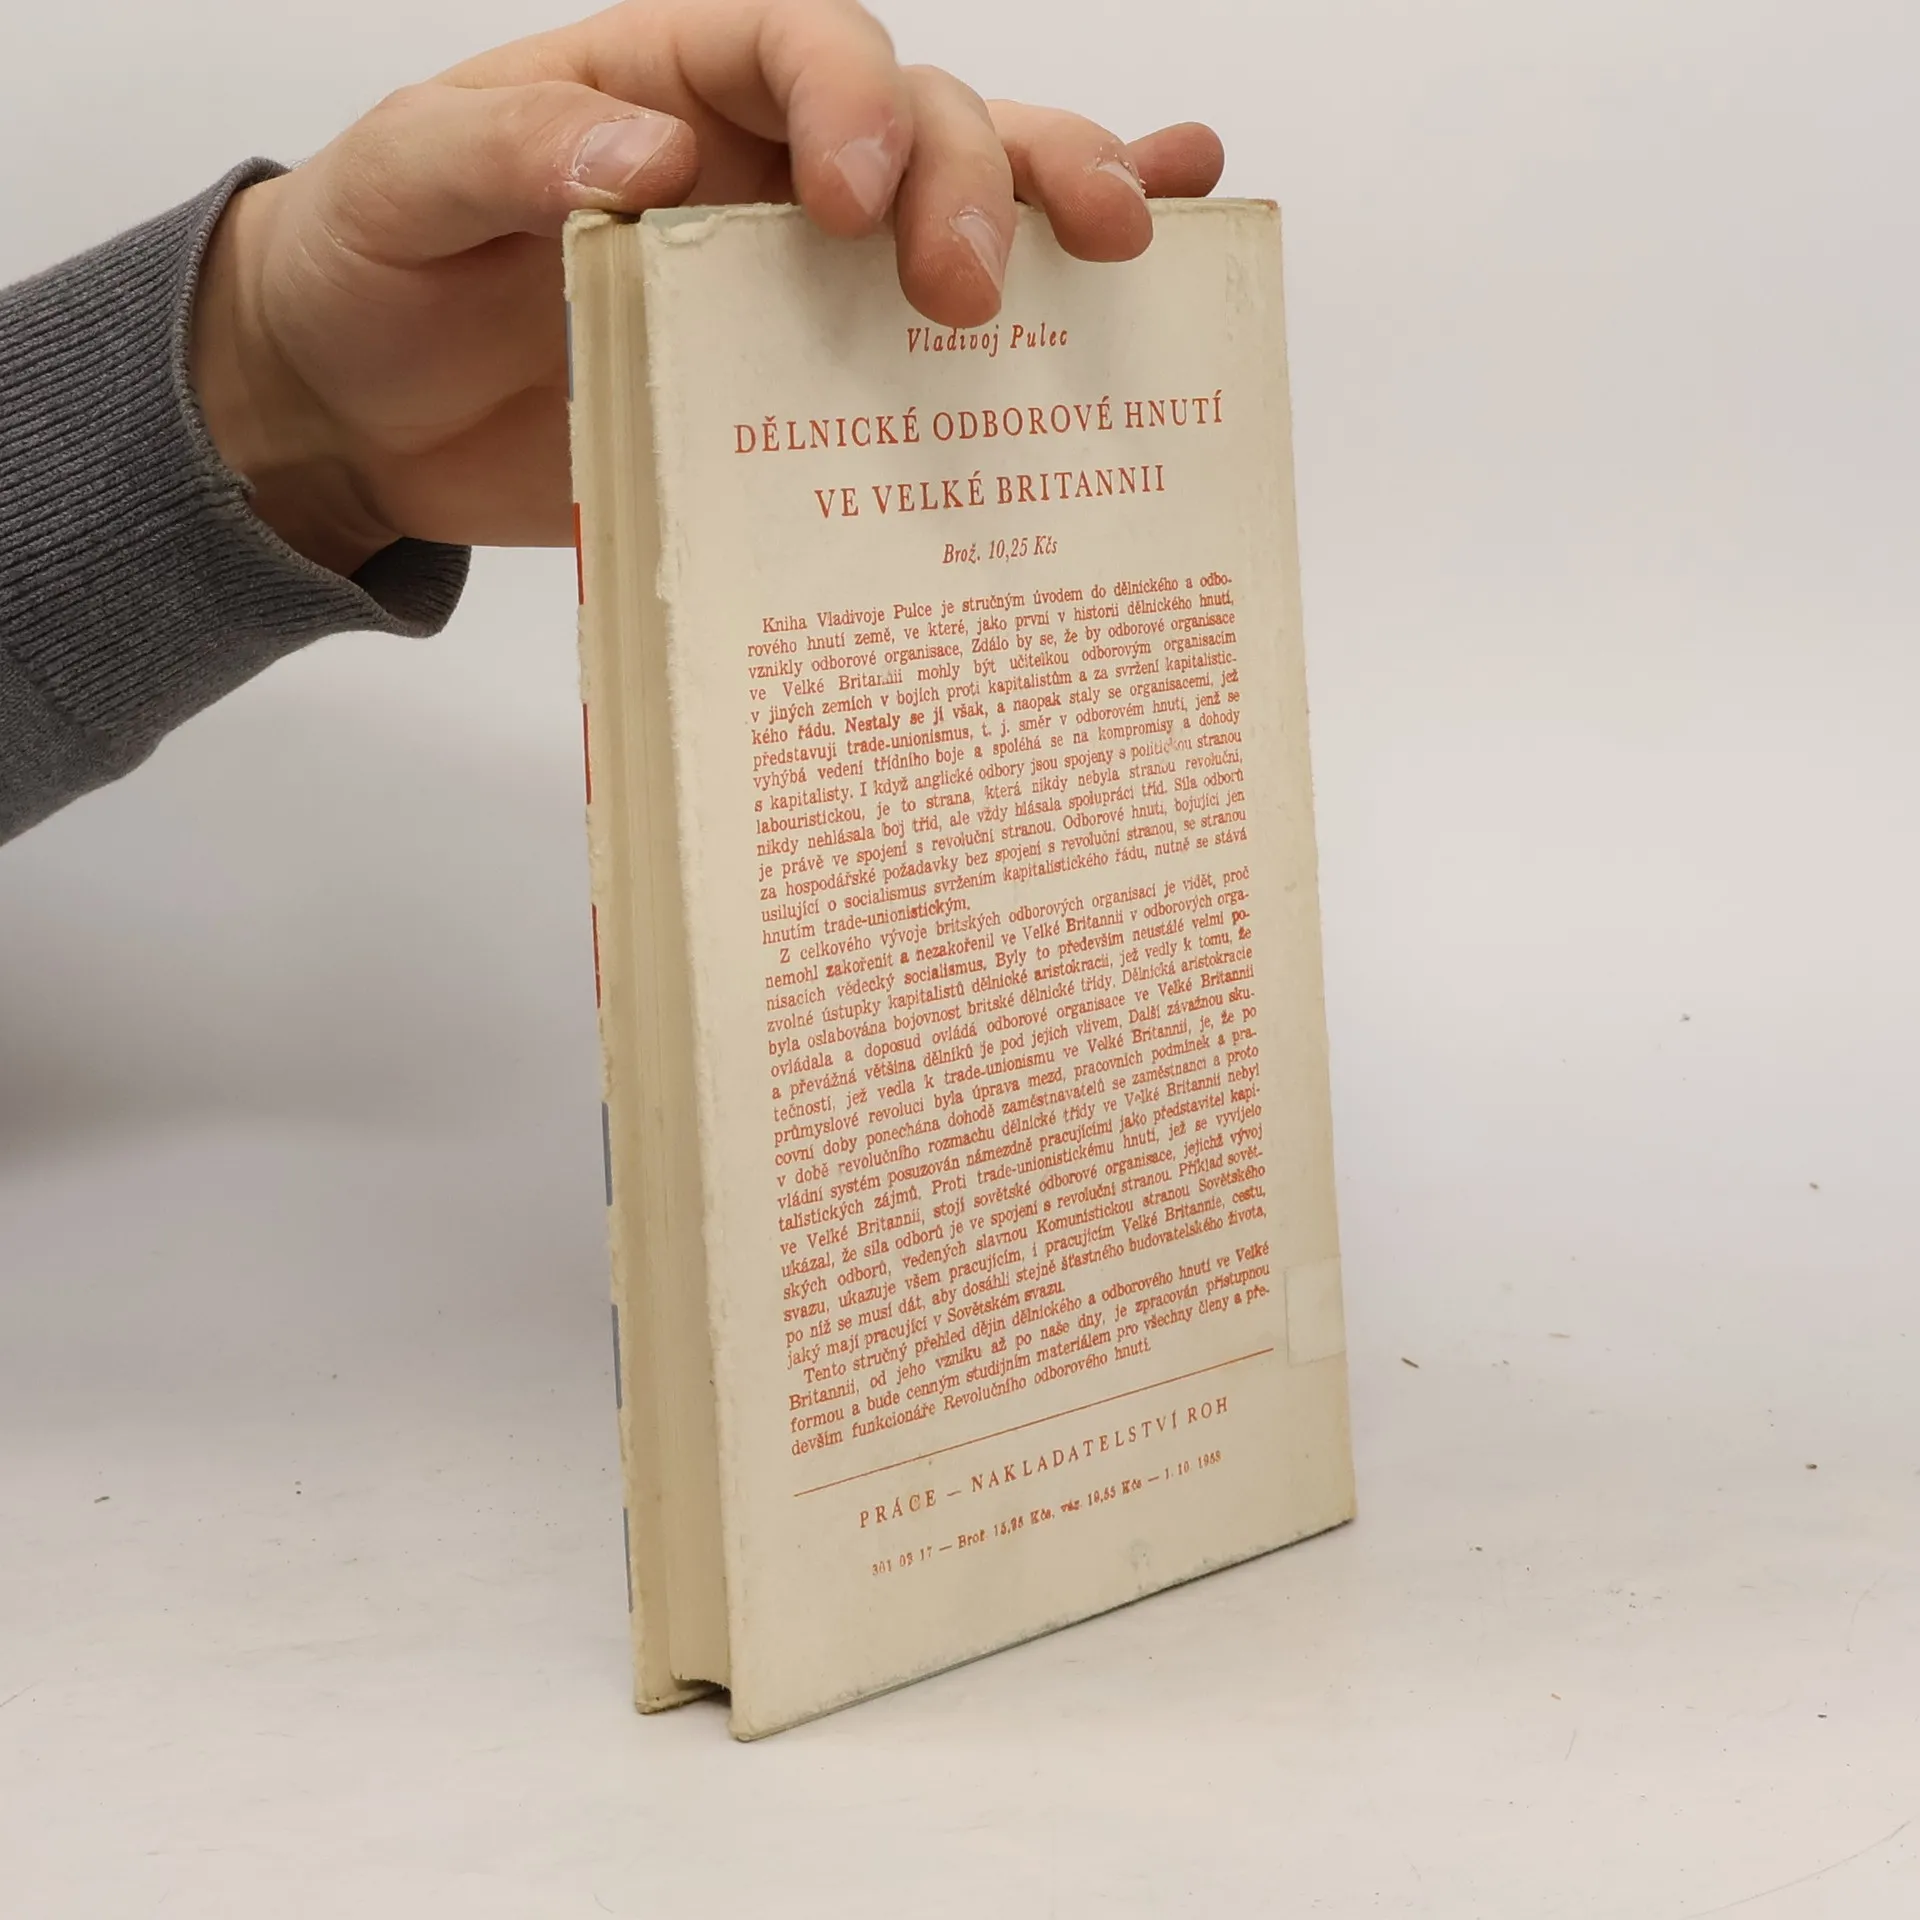 Vladivoj Pulec
DĚLNICKÉ ODBOROVÉ HNUTÍ
VE VELKÉ BRITANNII
Brož. 10,25 Kčs
Kniha Vladivoje Pulce je stručným úvodem do dělnického a odbo-
rového hnutí země, ve které, jako první v historii dělnického hnutí,
vznikly odborové organisace, Zdálo by se, že by odborové organisace
ve Velké Britannii mohly být učitelkou odborovým organisacím
v jiných zemích v bojích proti kapitalistům a za svržení kapitalistic-
kého řádu. Nestaly se jí však, a naopak staly se organisacemi, jež
představují trade-unionismus, t. j. směr v odborovém hnutí, jenž se
vyhýbá vedení třídního boje a spoléhá se na kompromisy a dohody
s kapitalisty. I když anglické odbory jsou spojeny s politickou stranou
labouristickou, je to strana, která nikdy nebyla stranou revoluční,
nikdy nehlásala boj tříd, ale vždy hlásala spolupráci tříd. Síla odborů
je právě ve spojení s revoluční stranou. Odborové hnutí, bojující jen
za hospodářské požadavky bez spojení s revoluční stranou, se stranou
usilující o socialismus svržením kapitalistického řádu, nutně se stává
hnutím trade-unionistickým.
Z celkového vývoje britských odborových organisací je vidět, proč
nemohl zakořenit a nezakořenil ve Velké Britannii v odborových orga-
nisacích vědecký socialismus. Byly to především neustálé velmi po-
zvolné ústupky kapitalistů dělnické aristokracii, jež vedly k tomu, že
byla oslabována bojovnost britské dělnické třídy. Dělnická aristokracie
ovládala a doposud ovládá odborové organisace ve Velké Britannii
a převážná většina dělníků je pod jejich vlivem. Další závažnou sku-
tečností, jež vedla k trade-unionismu ve Velké Britannii, je, že po
průmyslové revoluci byla úprava mezd, pracovních podmínek a pra-
covní doby ponechána dohodě zaměstnavatelů se zaměstnanci a proto
v době revolučního rozmachu dělnické třídy ve Velké Britannii nebyl
vládní systém posuzován námezdně pracujícími jako představitel kapi-
talistických zájmů. Proti trade-unionistickému hnutí, jež se vyvíjelo
ve Velké Britannii, stojí sovětské odborové organisace, jejichž vývoj
ukázal, že síla odborů je ve spojení s revoluční stranou. Příklad sovět-
ských odborů, vedených slavnou Komunistickou stranou Sovětského
svazu, ukazuje všem pracujícím, i pracujícím Velké Britannie, cestu,
po níž se musí dát, aby dosáhli stejně šťastného budovatelského života,
jaký mají pracující v Sovětském svazu.
Tento stručný přehled dějin dělnického a odborového hnutí ve Velké
Britannii, od jeho vzniku až po naše dny, je zpracován přístupnou
formou a bude cenným studijním materiálem pro všechny členy a pře-
devším funkcionáře Revolučního odborového hnutí.
PRÁCE — NAKLADATELSTVÍ ROH
301 03 17 — Brož. Kčs, váz. Kčs — 1. 10.